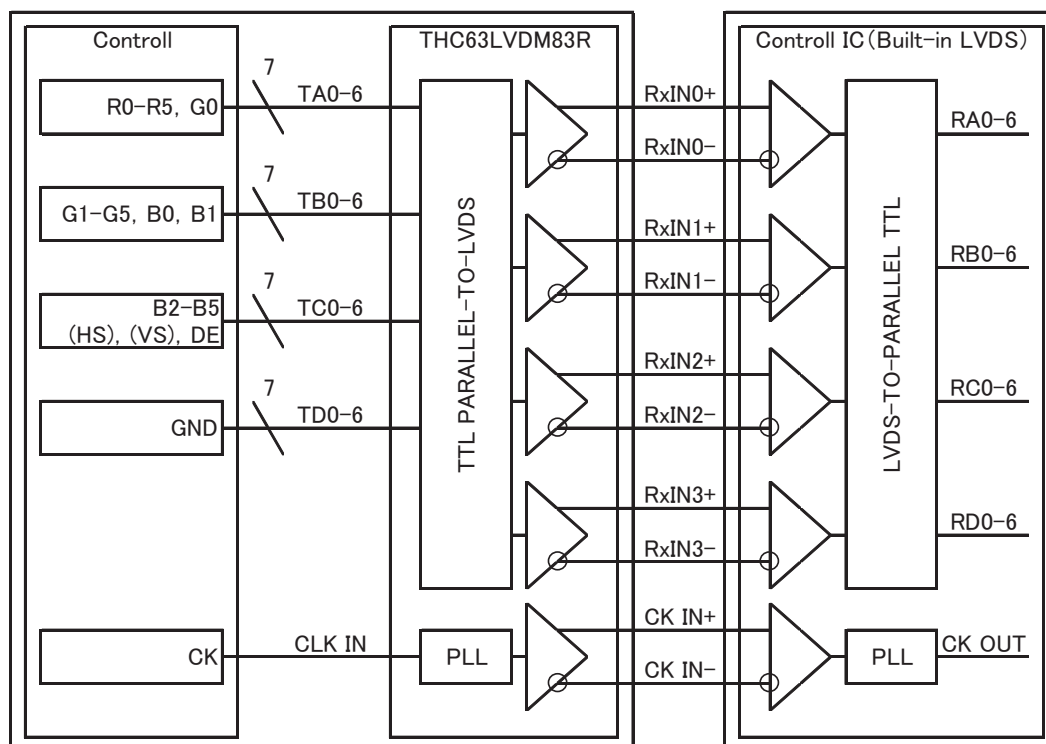 Controll
THC63LVDM83R
Controll IC(Built-in LVDS)
R0-R5, G0
7
TA0-6
RxIN0+
RxIN0-
RA0-6
G1-G5, B0, B1
7
TB0-6
RxIN1+
RxIN1-
RB0-6
B2-B5
(HS), (VS), DE
7
TC0-6
RxIN2+
RxIN2-
RC0-6
GND
7
TD0-6
RxIN3+
RxIN3-
RD0-6
TTL PARALLEL-TO-LVDS
LVDS-TO-PARALLEL TTL
CK
CLK IN
PLL
CK IN+
CK IN-
PLL
CK OUT